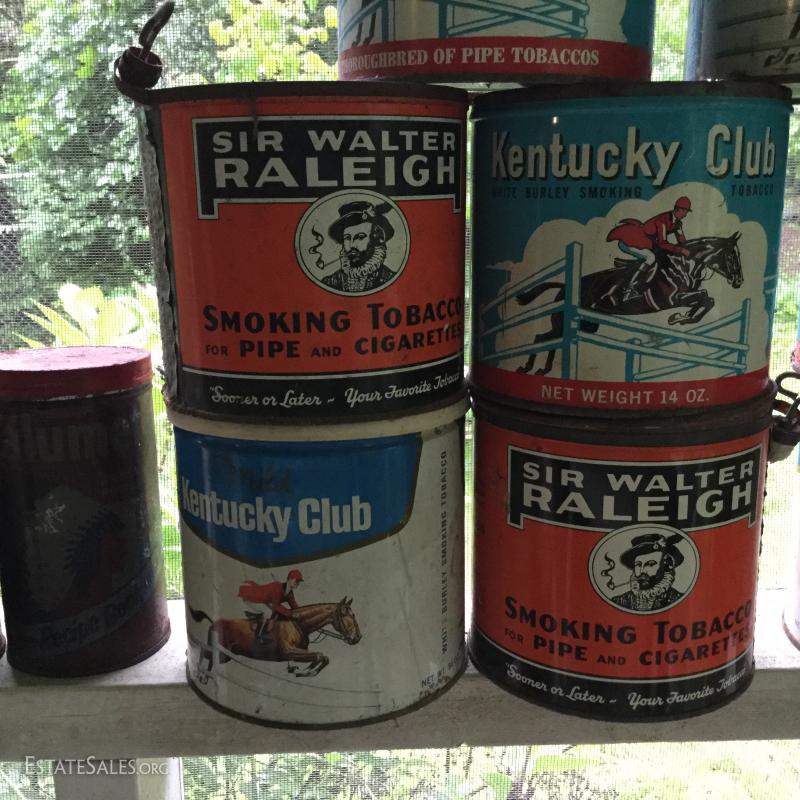 THOROUGHBRED OF PIPE TOBACCOS
SIR WALTER
RALEIGH
SMOKING TOBACCO
FOR PIPE AND CIGARETTES
"Sooner or Later ~ Your Favorite Tobacco
Kentucky Club
WHITE BURLEY SMOKING TOBACCO
NET WEIGHT 14 OZ.
Calumet
Kentucky Club
WHITE BURLEY SMOKING TOBACCO
NET
SIR WALTER
RALEIGH
SMOKING TOBACCO
FOR PIPE AND CIGARETTES
"Sooner or Later ~ Your Favorite Tobacco
ESTATESALES.ORG